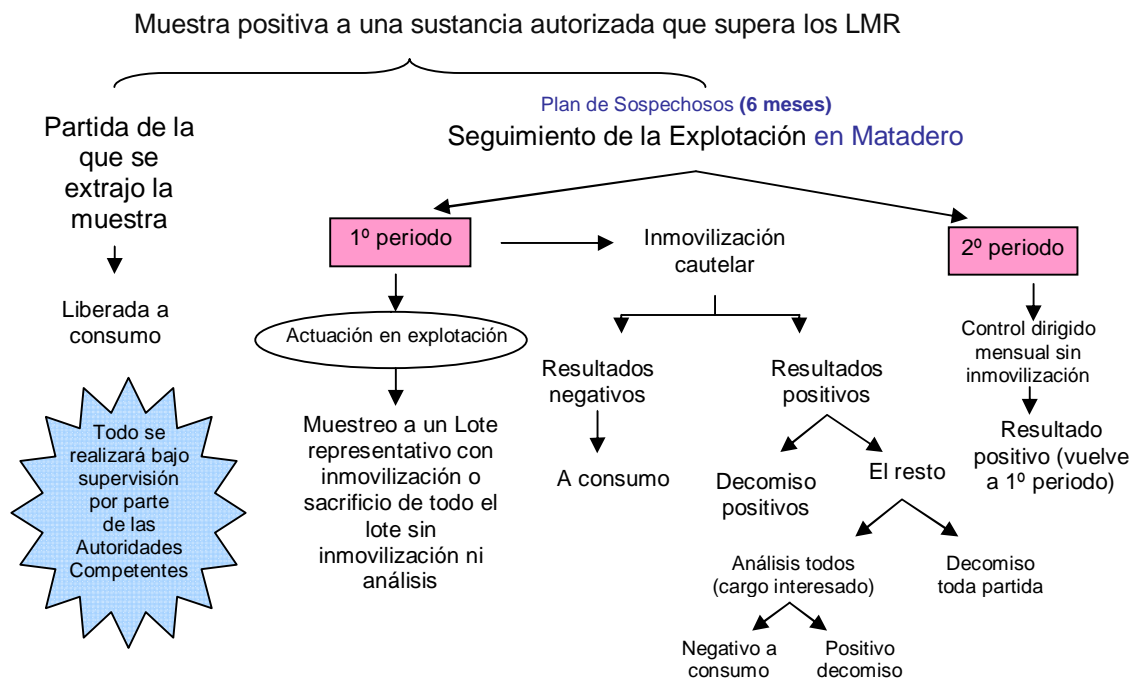 Muestra positiva a una sustancia autorizada que supera los LMR
Partida de la
que se
extrajo la
muestra
Liberada a
consumo
Todo se
realizará bajo
supervisión
por parte
de las
Autoridades
Competentes
Plan de Sospechosos (6 meses)
Seguimiento de la Explotación en Matadero
1º periodo
Actuación en explotación
Muestreo a un Lote
representativo con
inmovilización o
sacrificio de todo el
lote sin
inmovilización ni
análisis
Inmovilización
cautelar
Resultados
negativos
A consumo
Resultados
positivos
Decomiso
positivos
El resto
Análisis todos
(cargo interesado)
Decomiso
toda partida
Negativo a
consumo
Positivo
decomiso
2º periodo
Control dirigido
mensual sin
inmovilización
Resultado
positivo (vuelve
a 1º periodo)